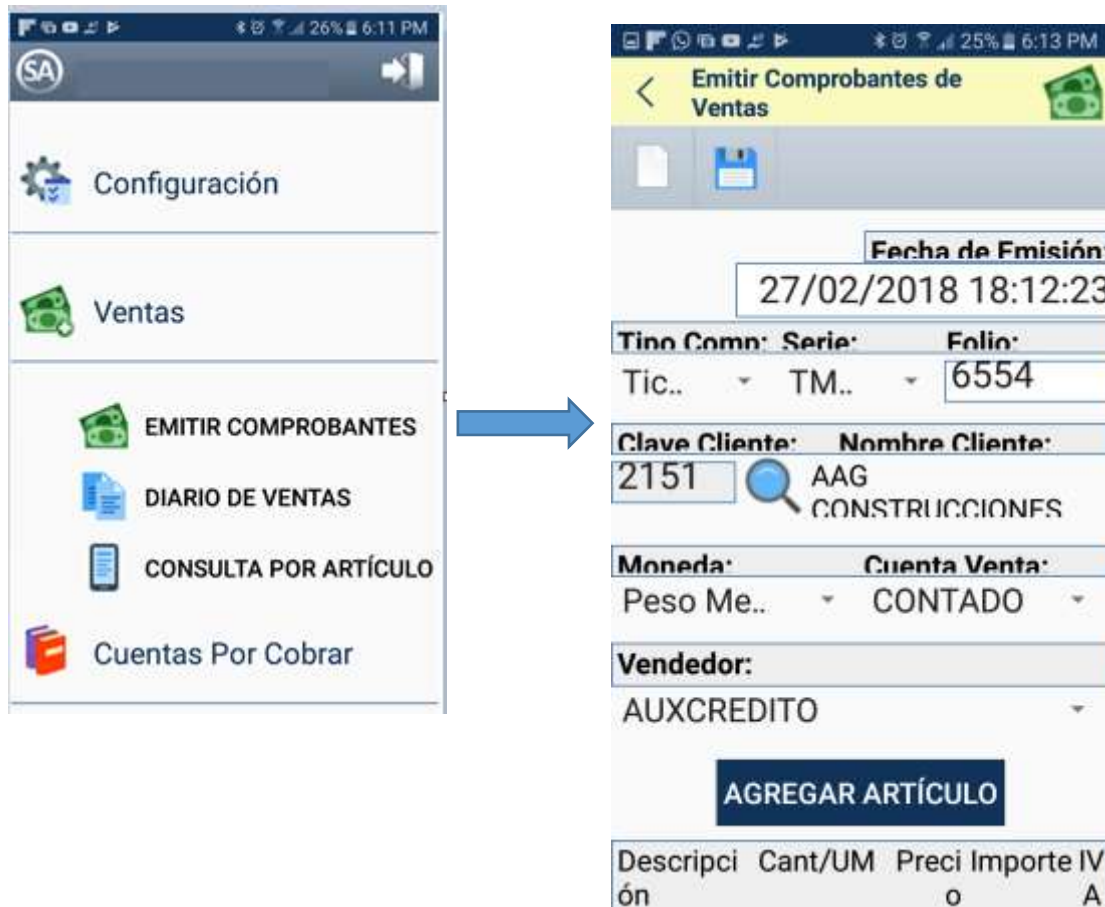 26% 6:11 PM
SA
Configuración
Ventas
EMITIR COMPROBANTES
DIARIO DE VENTAS
CONSULTA POR ARTÍCULO
Cuentas Por Cobrar
25% 6:13 PM
Emitir Comprobantes de
Ventas
Fecha de Emisión:
27/02/2018 18:12:23
Tipo Comp: Serie: Folio:
Tic.. TM.. 6554
Clave Cliente: Nombre Cliente:
2151 AAG
CONSTRUCCIONES
Moneda: Cuenta Venta:
Peso Me.. CONTADO
Vendedor:
AUXCREDITO
AGREGAR ARTÍCULO
Descripci Cant/UM Preci Importe IV
ón o A